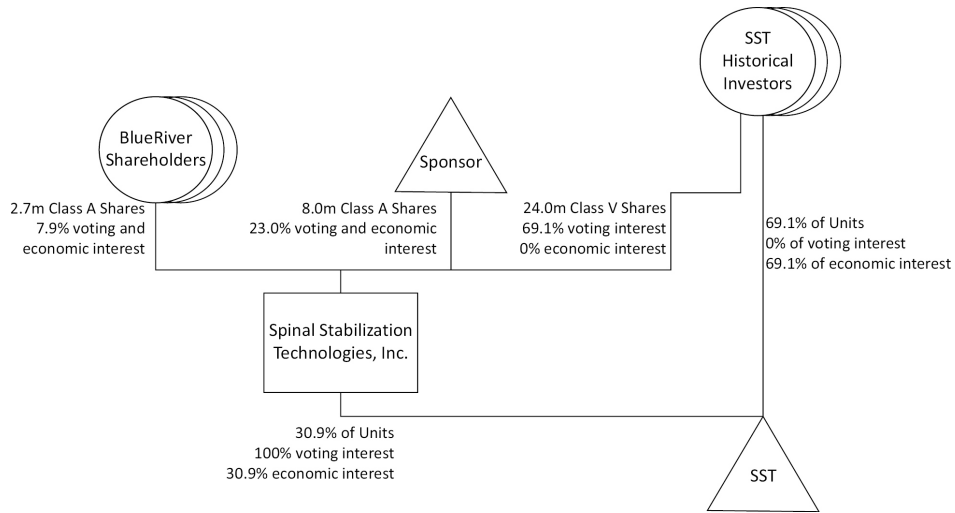 SST
Historical
Investors
BlueRiver
Shareholders
Sponsor
2.7m Class A Shares
7.9% voting and
economic interest
8.0m Class A Shares
23.0% voting and economic
interest
24.0m Class V Shares
69.1% voting interest
0% economic interest
69.1% of Units
0% of voting interest
69.1% of economic interest
Spinal Stabilization
Technologies, Inc.
30.9% of Units
100% voting interest
30.9% economic interest
SST